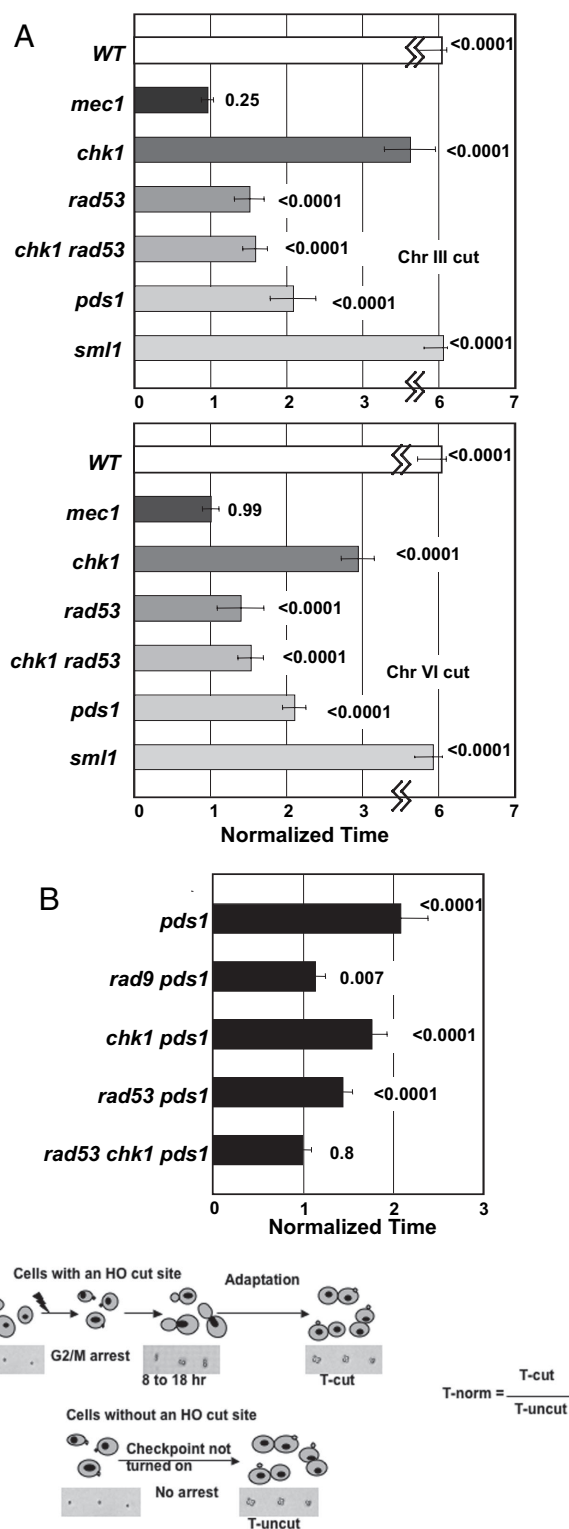 A
WT
<0.0001
mec1
0.25
chk1
<0.0001
rad53
<0.0001
chk1 rad53
<0.0001
Chr III cut
pds1
<0.0001
sml1
<0.0001
0 1 2 3 6 7
WT
<0.0001
mec1
0.99
chk1
<0.0001
rad53
<0.0001
chk1 rad53
<0.0001
Chr VI cut
pds1
<0.0001
sml1
<0.0001
0 1 2 3 6 7
Normalized Time
B
pds1
<0.0001
rad9 pds1
0.007
chk1 pds1
<0.0001
rad53 pds1
<0.0001
rad53 chk1 pds1
0.8
0 1 2 3
Normalized Time
Cells with an HO cut site
Adaptation
G2/M arrest
8 to 18 hr
T-cut
T-norm = T-cut
T-uncut
Cells without an HO cut site
Checkpoint not
turned on
No arrest
T-uncut